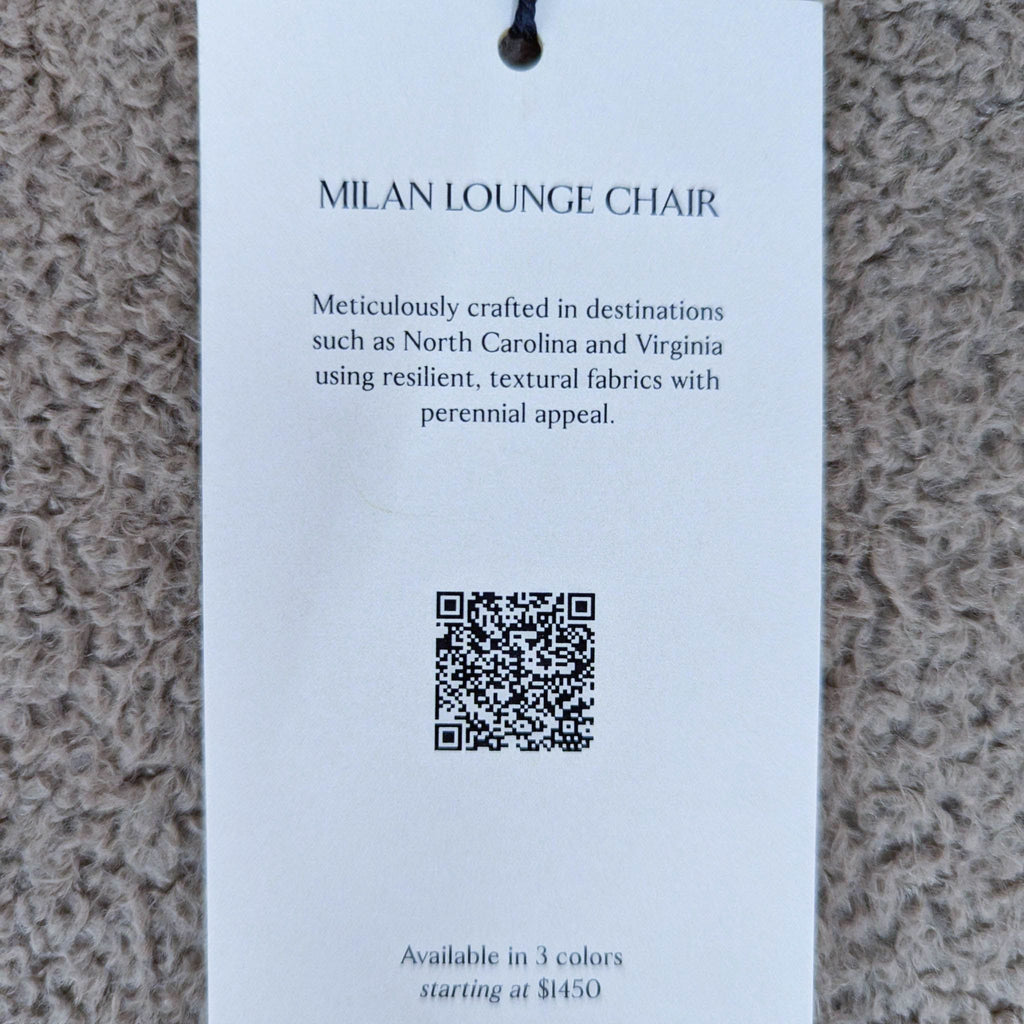 MILAN LOUNGE CHAIR
Meticulously crafted in destinations
such as North Carolina and Virginia
using resilient, textural fabrics with
perennial appeal.
Available in 3 colors
starting at $1450